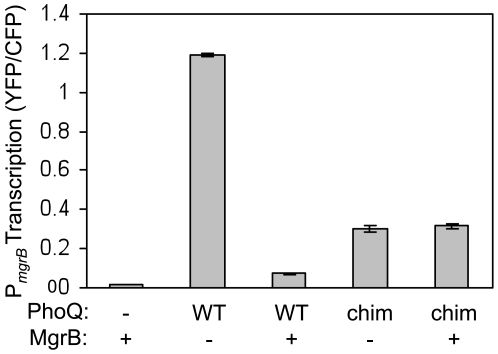 P_mgrB Transcription (YFP/CFP)
1.4
1.2
1
0.8
0.6
0.4
0.2
00
PhoQ: - WT WT chim chim
MgrB: + - + - +